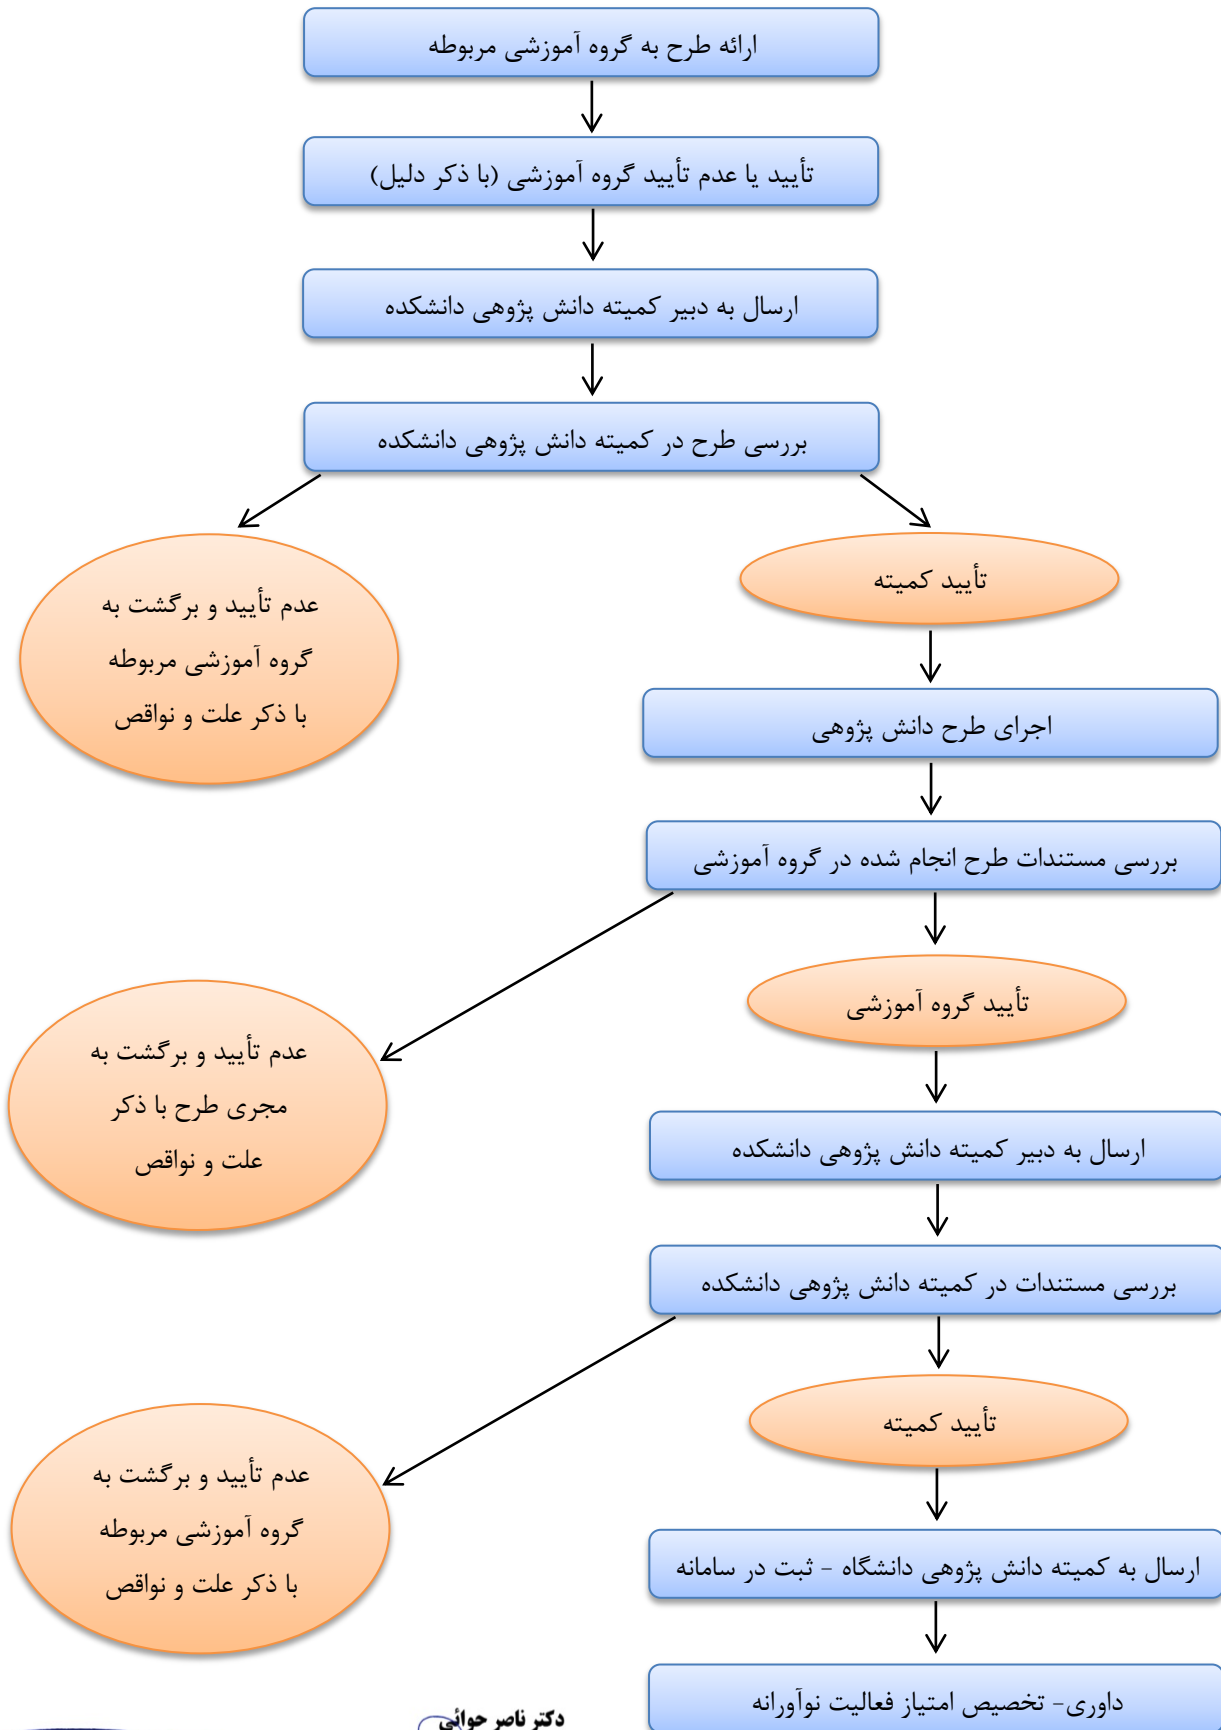 ارائه طرح به گروه آموزشی مربوطه
تأیید یا عدم تأیید گروه آموزشی (با ذکر دلیل)
ارسال به دبیر کمیته دانش پژوهی دانشکده
بررسی طرح در کمیته دانش پژوهی دانشکده
تأیید کمیته
عدم تأیید و برگشت به
گروه آموزشی مربوطه
با ذکر علت و نواقص
اجرای طرح دانش پژوهی
بررسی مستندات طرح انجام شده در گروه آموزشی
تأیید گروه آموزشی
عدم تأیید و برگشت به
مجری طرح با ذکر
علت و نواقص
ارسال به دبیر کمیته دانش پژوهی دانشکده
بررسی مستندات در کمیته دانش پژوهی دانشکده
تأیید کمیته
عدم تأیید و برگشت به
گروه آموزشی مربوطه
با ذکر علت و نواقص
ارسال به کمیته دانش پژوهی دانشگاه - ثبت در سامانه
داوری- تخصیص امتیاز فعالیت نوآورانه
دکتر ناصر حوائی